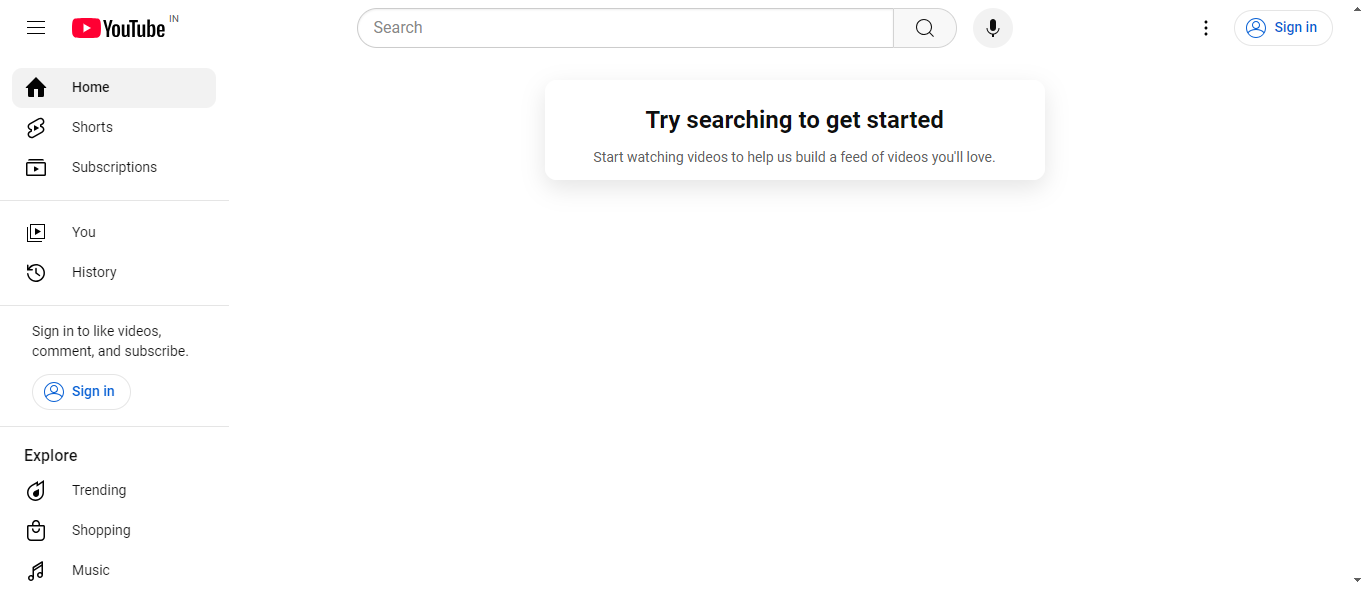 YouTube IN
Search
Sign in
Home
Shorts
Subscriptions
You
History
Sign in to like videos,
comment, and subscribe.
Sign in
Explore
Trending
Shopping
Music
Try searching to get started
Start watching videos to help us build a feed of videos you'll love.